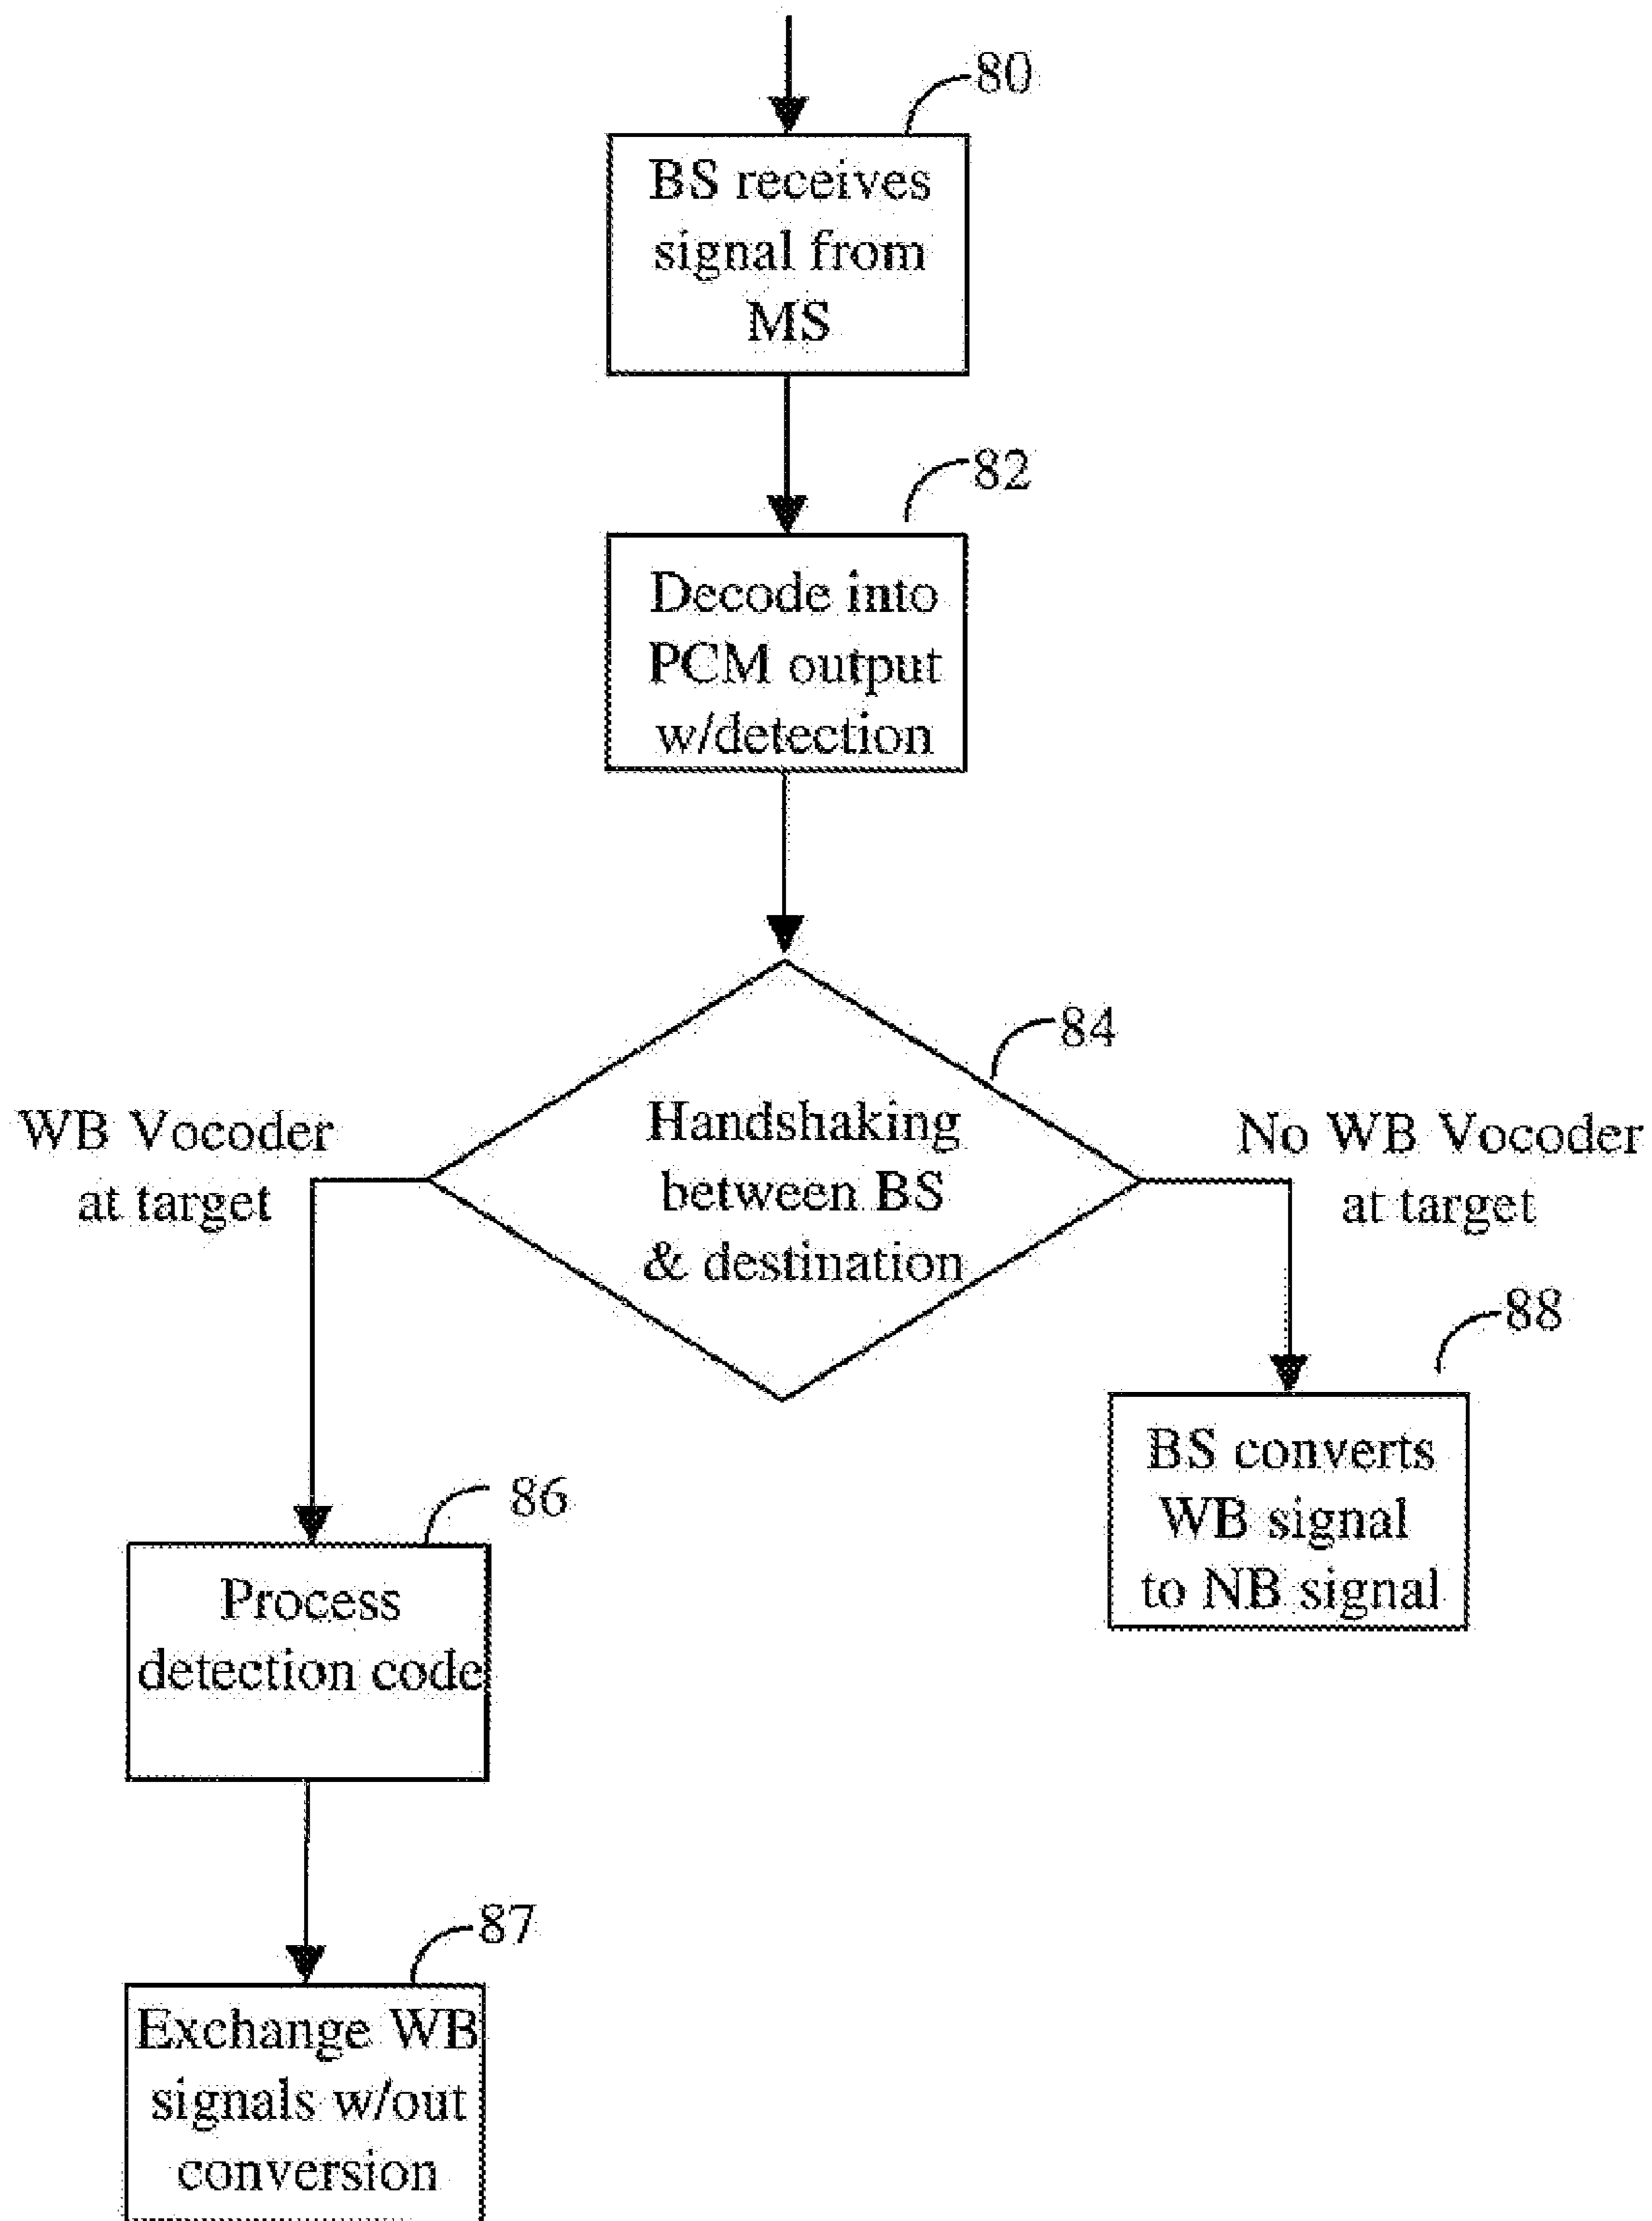 80
BS receives
signal from
MS
82
Decode into
PCM output
w/detection
84
Handshaking
between BS
& destination
WB Vocoder
at target
No WB Vocoder
at target
88
BS converts
WB signal
to NB signal
86
Process
detection code
87
Exchange WB
signals w/out
conversion